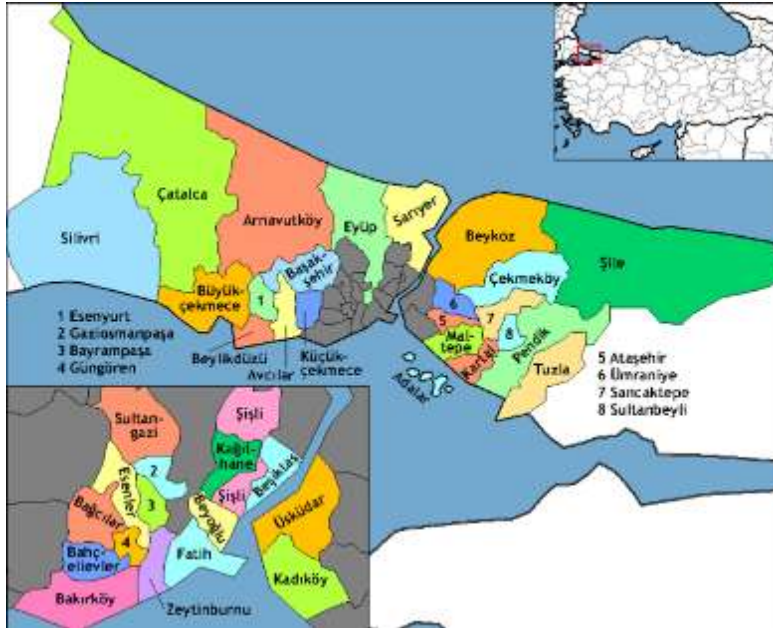 Çatalca
Silivri
Arnavutköy
Eyüp
Sarıyer
Büyük-
çekmece
Başak-
şehir
1
Beylikdüzü
Avcılar
Küçük-
çekmece
Beykoz
Şile
Çekmeköy
6
5
7
8
Mal-
tepe
Kartal
Pendik
Tuzla
Adalar
1 Esenyurt
2 Gaziosmanpaşa
3 Bayrampaşa
4 Güngören
5 Ataşehir
6 Ümraniye
7 Sancaktepe
8 Sultanbeyli
Sultan-
gazi
Şişli
Kağıt-
hane
2
Esenler
3
Beşiktaş
Şişli
Beyoğlu
Bağcılar
4
Üsküdar
Bahç-
elievler
Fatih
Kadıköy
Bakırköy
Zeytinburnu